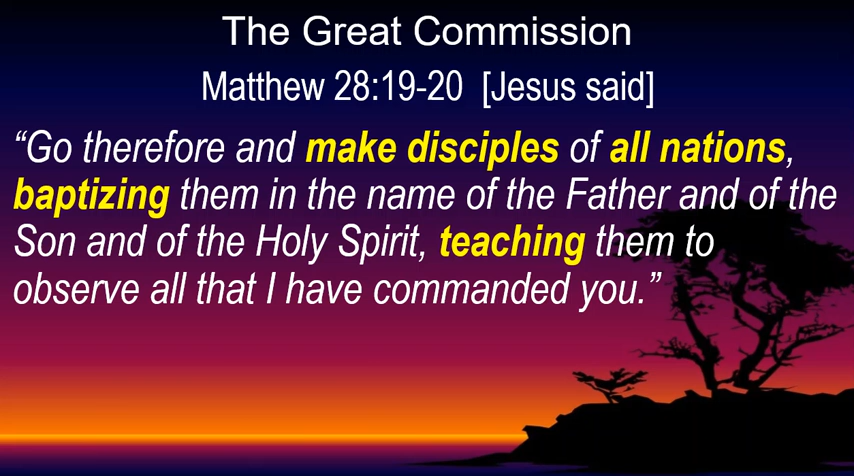 The Great Commission
Matthew 28:19-20 [Jesus said]
“Go therefore and make disciples of all nations,
baptizing them in the name of the Father and of the
Son and of the Holy Spirit, teaching them to
observe all that I have commanded you.”